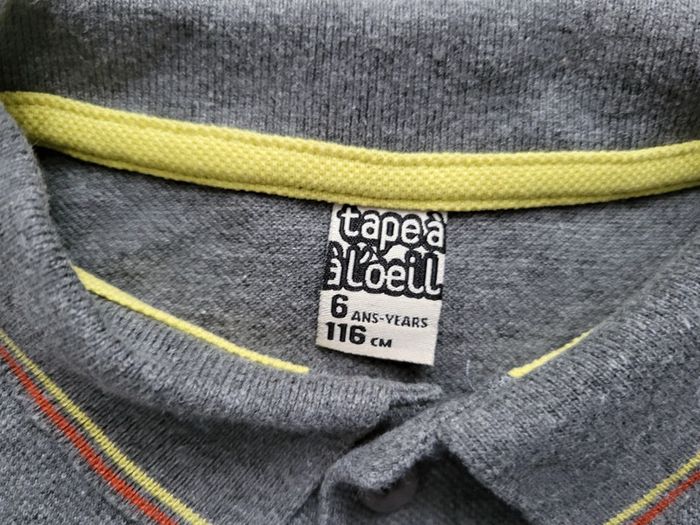 tape à
à l'oeil
6 ANS-YEARS
116 CM